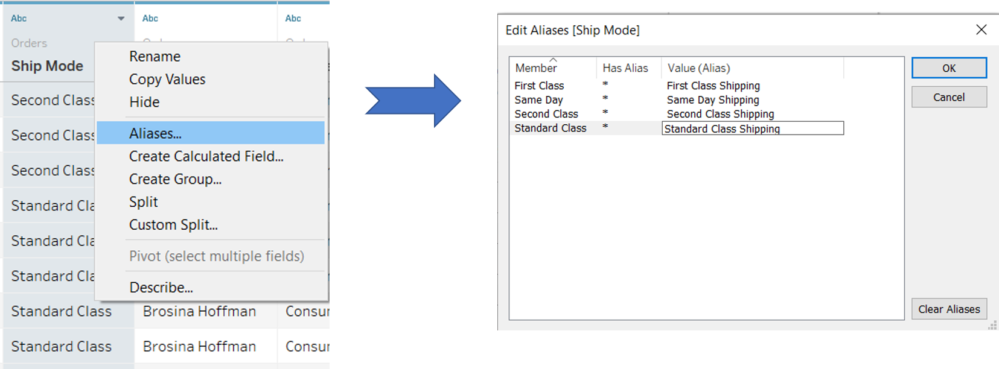 Abc
Abc
Abc
Orders
Ship Mode
Second Class
Second Class
Second Class
Standard Cla
Standard Cla
Standard Cla
Standard Class Brosina Hoffman Consur
Standard Class Brosina Hoffman Consur
Rename
Copy Values
Hide
Aliases...
Create Calculated Field...
Create Group...
Split
Custom Split...
Pivot (select multiple fields)
Describe...
Edit Aliases [Ship Mode]
Member Has Alias Value (Alias)
First Class * First Class Shipping
Same Day * Same Day Shipping
Second Class * Second Class Shipping
Standard Class * Standard Class Shipping
OK
Cancel
Clear Aliases